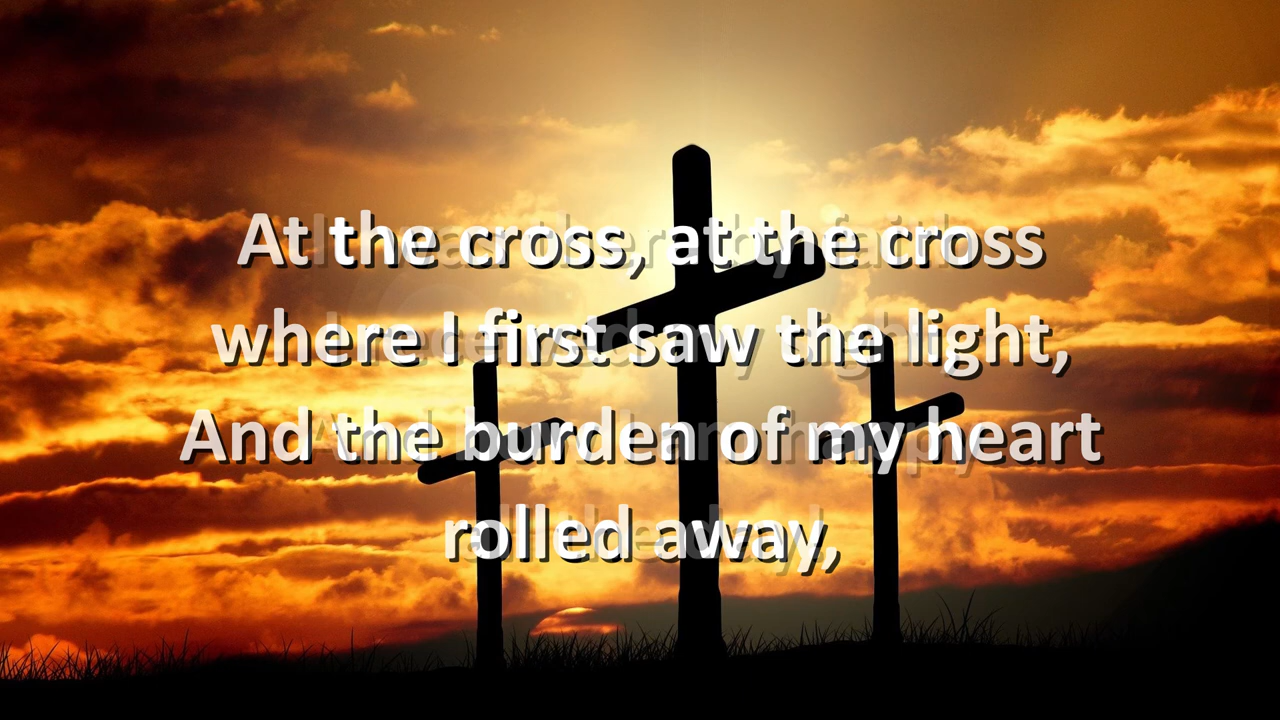 At the cross, at the cross
where I first saw the light,
And the burden of my heart
rolled away,